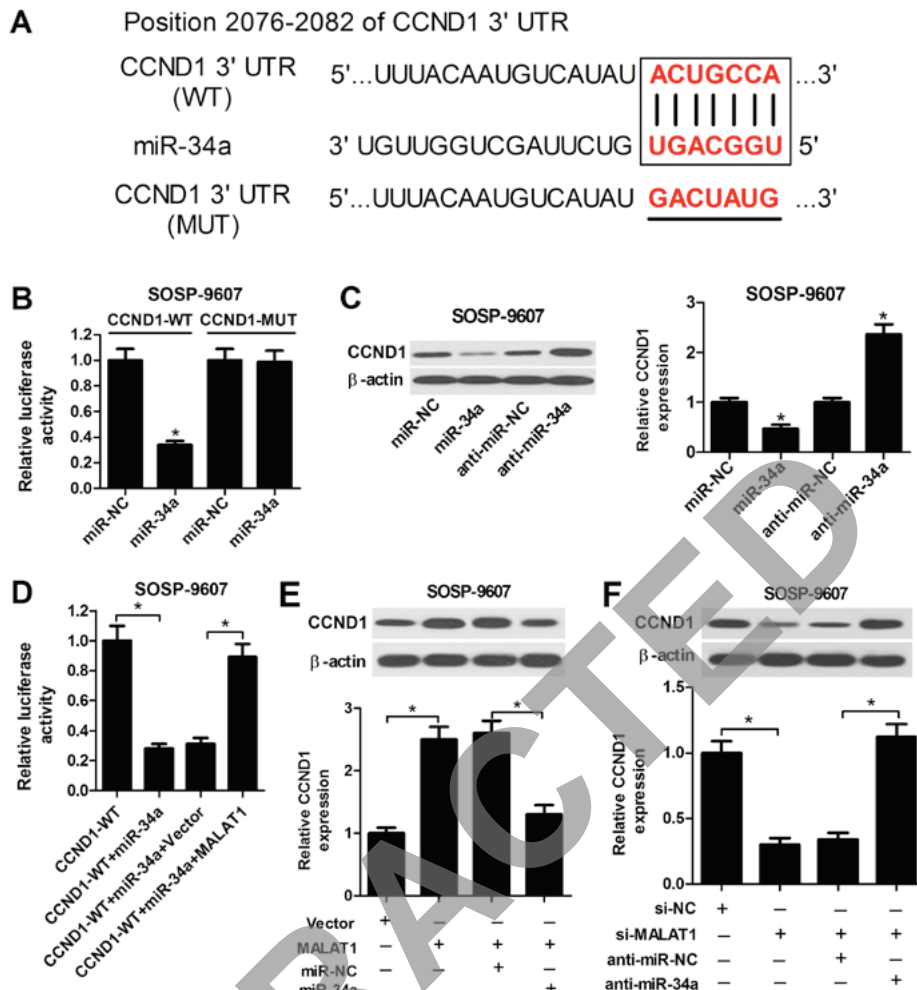 A
Position 2076-2082 of CCND1 3' UTR
CCND1 3' UTR
(WT)
5'...UUUACAAUGUCAUAU ACUGCCA ...3'
miR-34a
3' UGUUGGUCGAUUCUG UGACGGU 5'
CCND1 3' UTR
(MUT)
5'...UUUACAAUGUCAUAU GACUAUG ...3'
B
SOSP-9607
CCND1-WT CCND1-MUT
Relative luciferase
activity
1.2
1.0
0.8
0.6
0.4
0.2
0.0
*
miR-NC
miR-34a
miR-NC
miR-34a
C
SOSP-9607
CCND1
β-actin
miR-NC
miR-34a
anti-miR-NC
anti-miR-34a
SOSP-9607
Relative CCND1
expression
3
2
1
0
*
*
miR-NC
miR-34a
anti-miR-NC
anti-miR-34a
D
SOSP-9607
Relative luciferase
activity
1.2
1.0
0.8
0.6
0.4
0.2
0.0
*
*
CCND1-WT
CCND1-WT+miR-34a
CCND1-WT+miR-34a+Vector
CCND1-WT+miR-34a+MALAT1
E
SOSP-9607
CCND1
β-actin
Relative CCND1
expression
3
2
1
0
*
*
Vector + – – –
MALAT1 – + + +
miR-NC – – + –
miR-34a – – – +
F
SOSP-9607
CCND1
β-actin
Relative CCND1
expression
1.5
1.0
0.5
0.0
*
*
si-NC + – – –
si-MALAT1 – + + +
anti-miR-NC – – + –
anti-miR-34a – – – +
RACTED